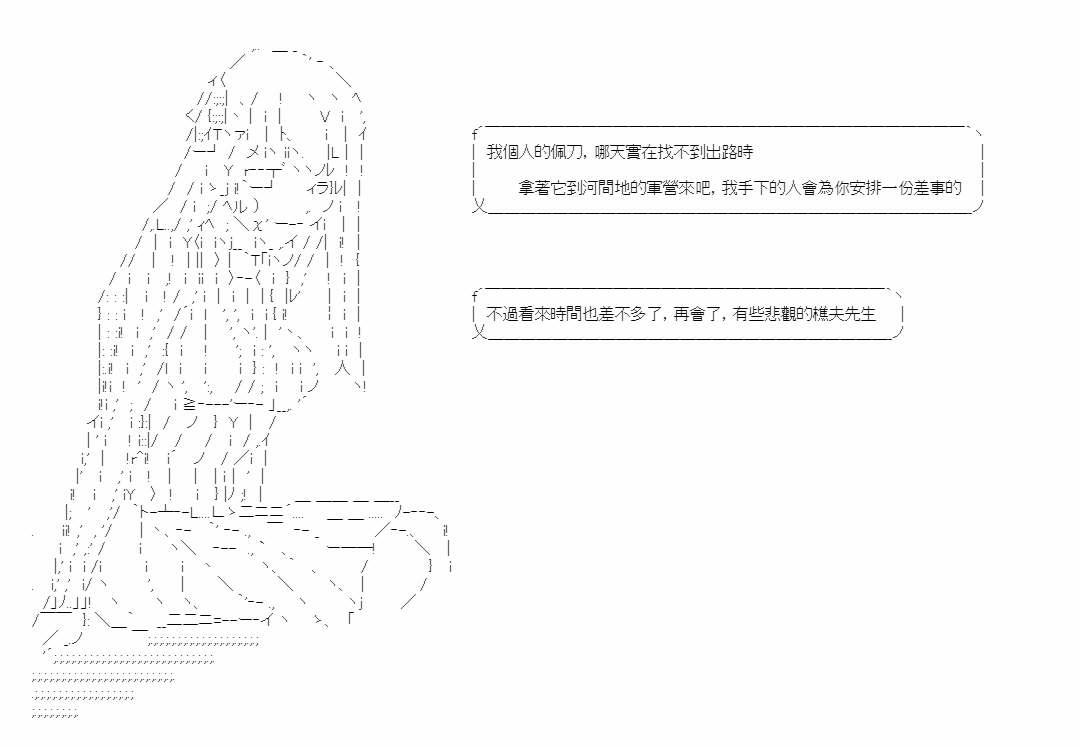 我個人的佩刀，哪天實在找不到出路時
拿著它到河間地的軍營來吧，我手下的人會為你安排一份差事的
不過看來時間也差不多了，再會了，有些悲觀的樵夫先生